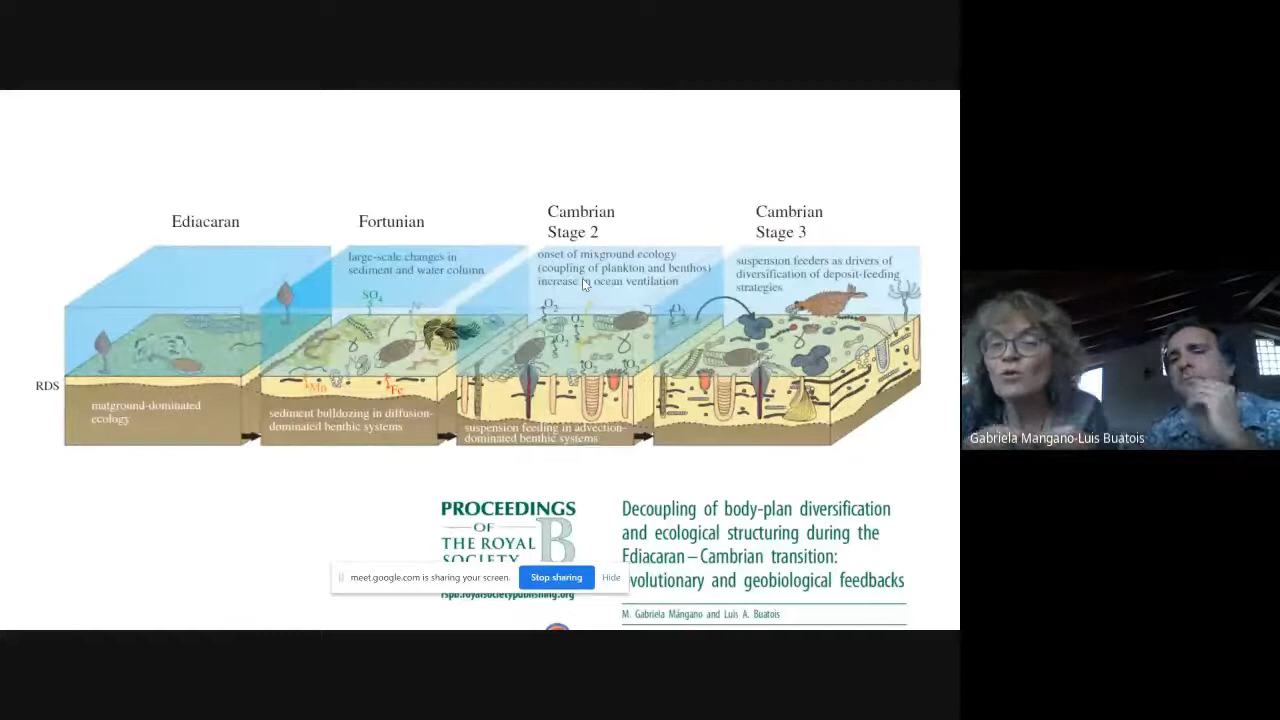 Ediacaran
Fortunian
Cambrian
Stage 2
Cambrian
Stage 3
large-scale changes in
sediment and water column
onset of mixground ecology
(coupling of plankton and benthos)
increase in ocean ventilation
suspension feeders as drivers of
diversification of deposit-feeding
strategies
SO4
N
O2
O2
O2
O2
O2
O2
N
Mn
Fe
RDS
matground-dominated
ecology
sediment bulldozing in diffusion-
dominated benthic systems
suspension feeding in advection-
dominated benthic systems
Gabriela Mangano-Luis Buatois
PROCEEDINGS
OF
THE ROYAL
SOCIETY
B
rspb.royalsocietypublishing.org
meet.google.com is sharing your screen.
Stop sharing
Hide
Decoupling of body-plan diversification
and ecological structuring during the
Ediacaran–Cambrian transition:
volutionary and geobiological feedbacks
M. Gabriela Mángano and Luis A. Buatois